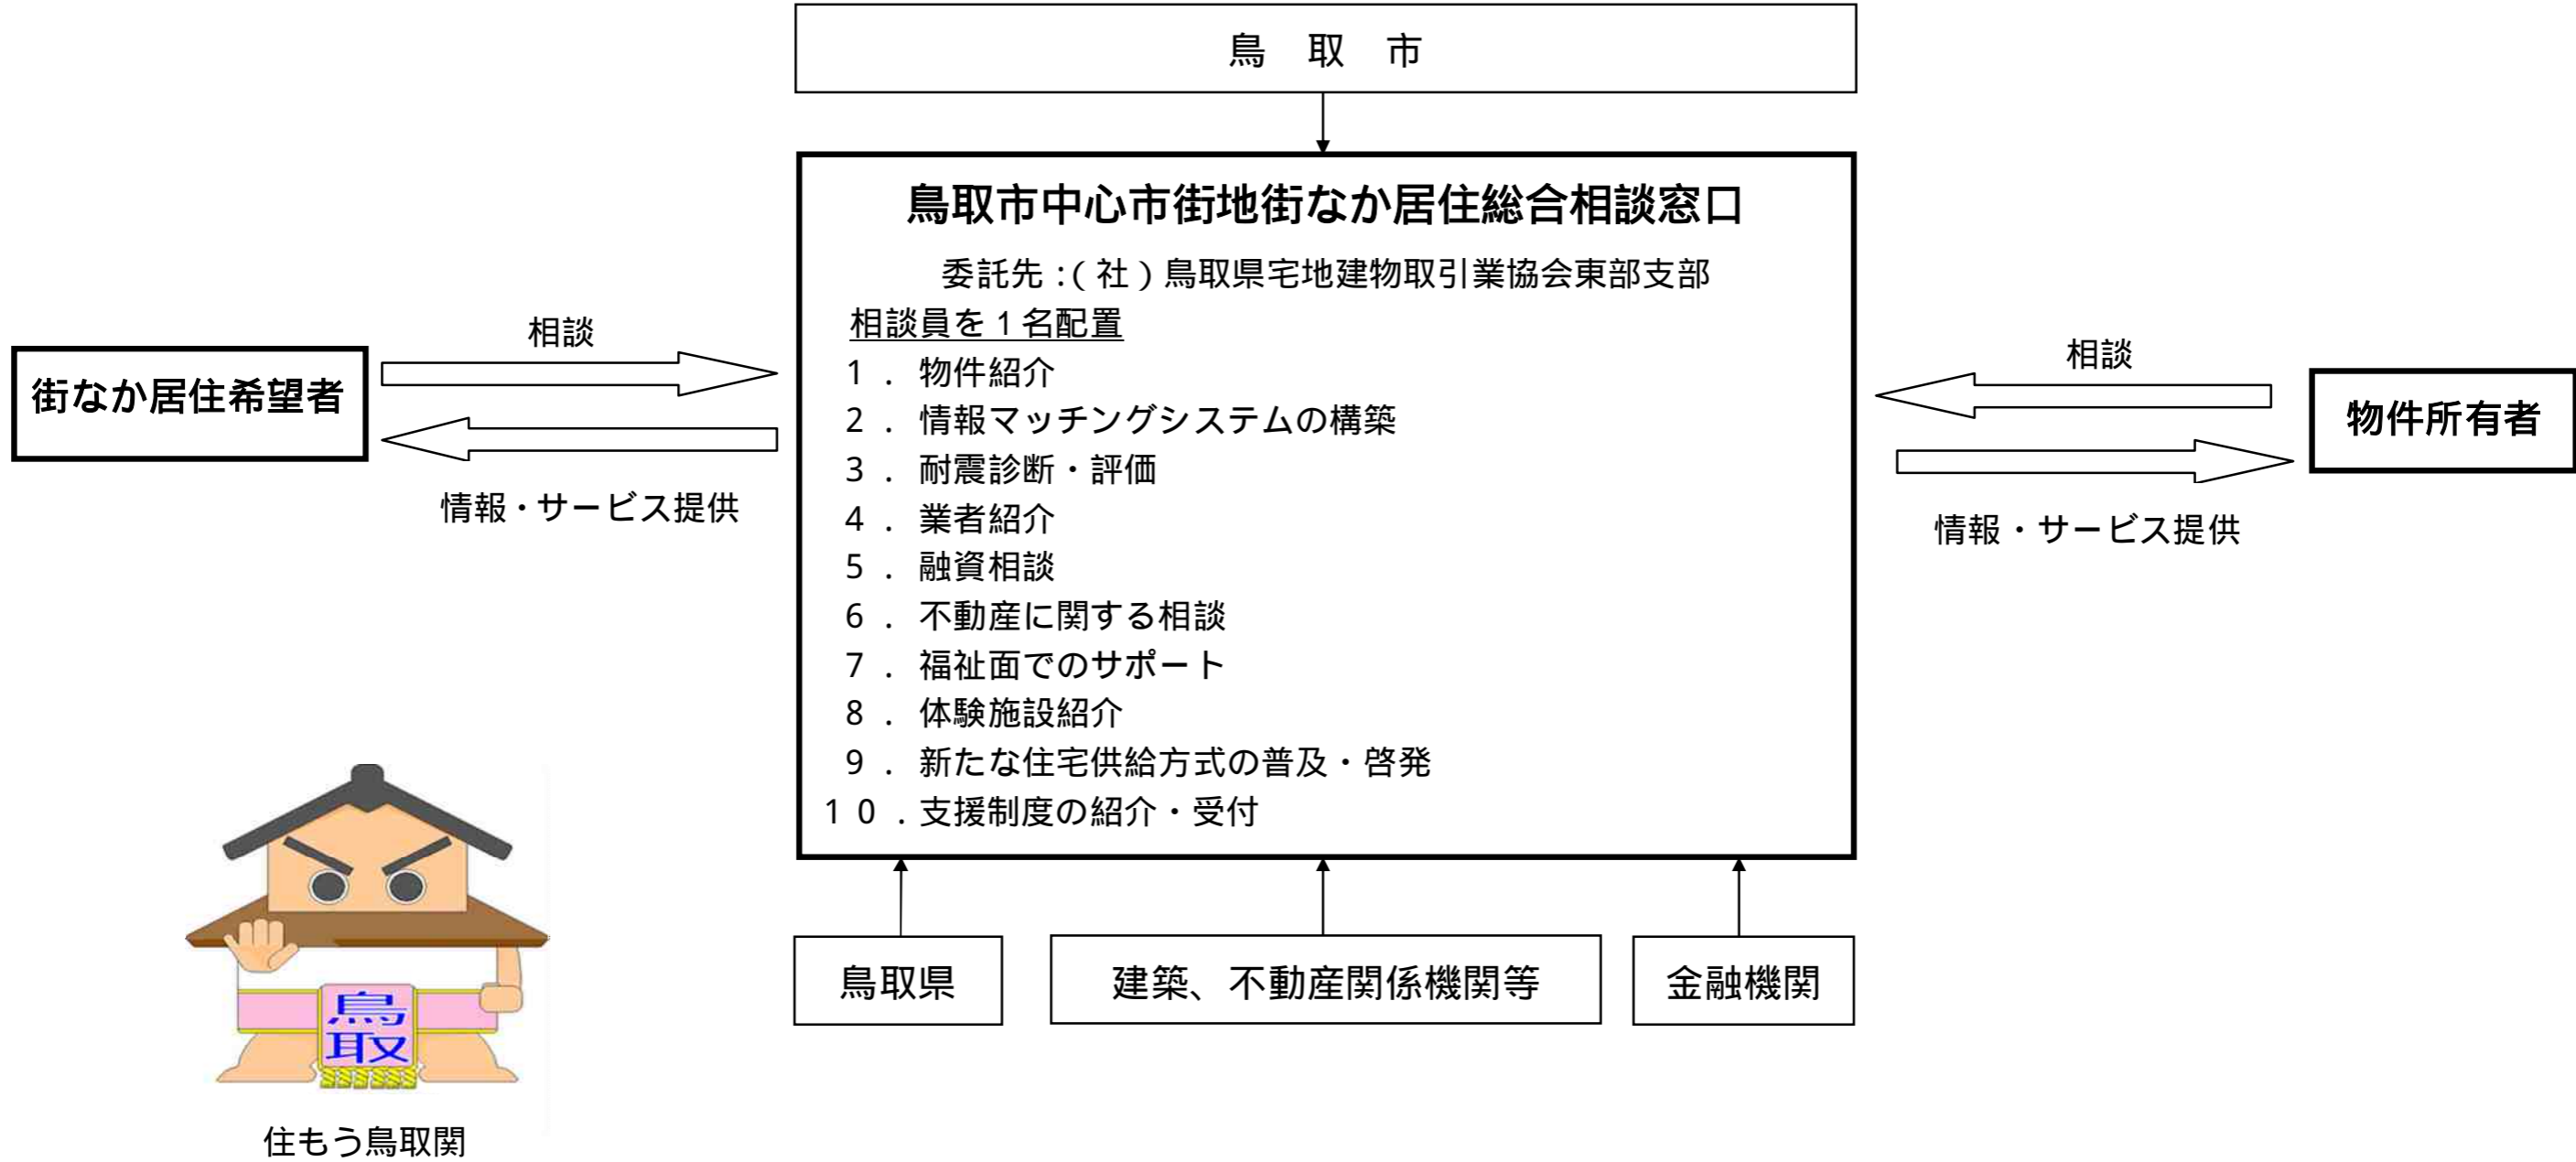 鳥　取　市
鳥取市中心市街地街なか居住総合相談窓口
委託先：（社）鳥取県宅地建物取引業協会東部支部
相談員を１名配置
１．物件紹介
２．情報マッチングシステムの構築
３．耐震診断・評価
４．業者紹介
５．融資相談
６．不動産に関する相談
７．福祉面でのサポート
８．体験施設紹介
９．新たな住宅供給方式の普及・啓発
１０．支援制度の紹介・受付
相談
街なか居住希望者
情報・サービス提供
相談
物件所有者
情報・サービス提供
鳥取県
建築、不動産関係機関等
金融機関
鳥
取
住もう鳥取関